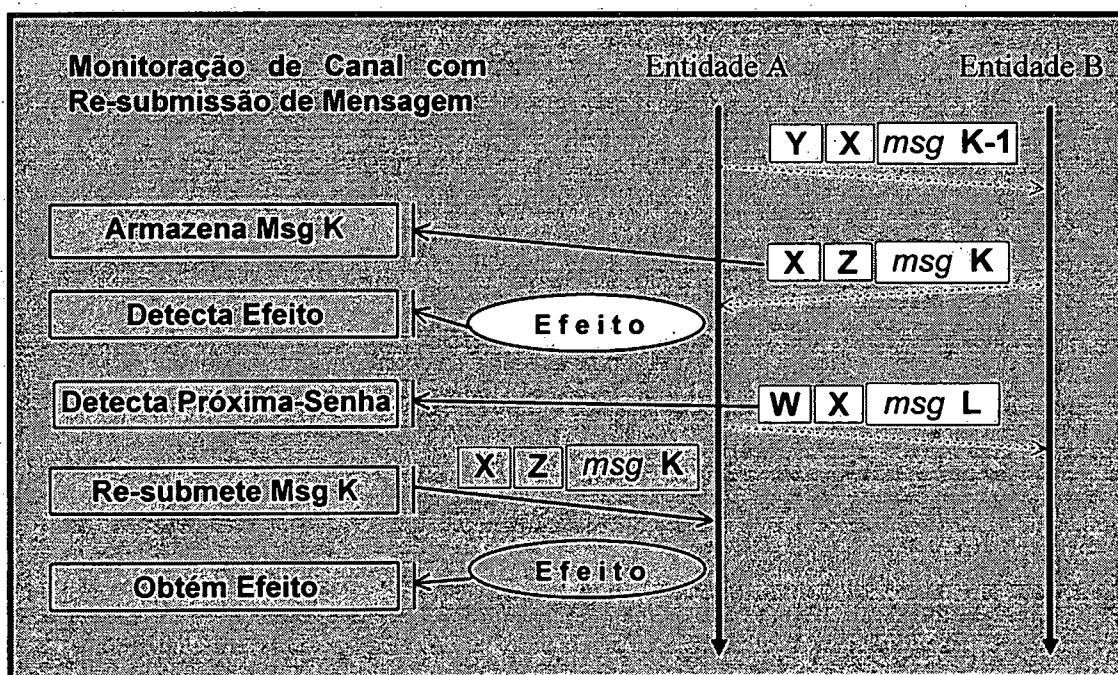 Monitoração de Canal com
Re-submissão de Mensagem
Entidade A
Entidade B
Y X msg K-1
Armazena Msg K
X Z msg K
Detecta Efeito
Efeito
Detecta Próxima-Senha
W X msg L
X Z msg K
Re-submete Msg K
Efeito
Obtém Efeito